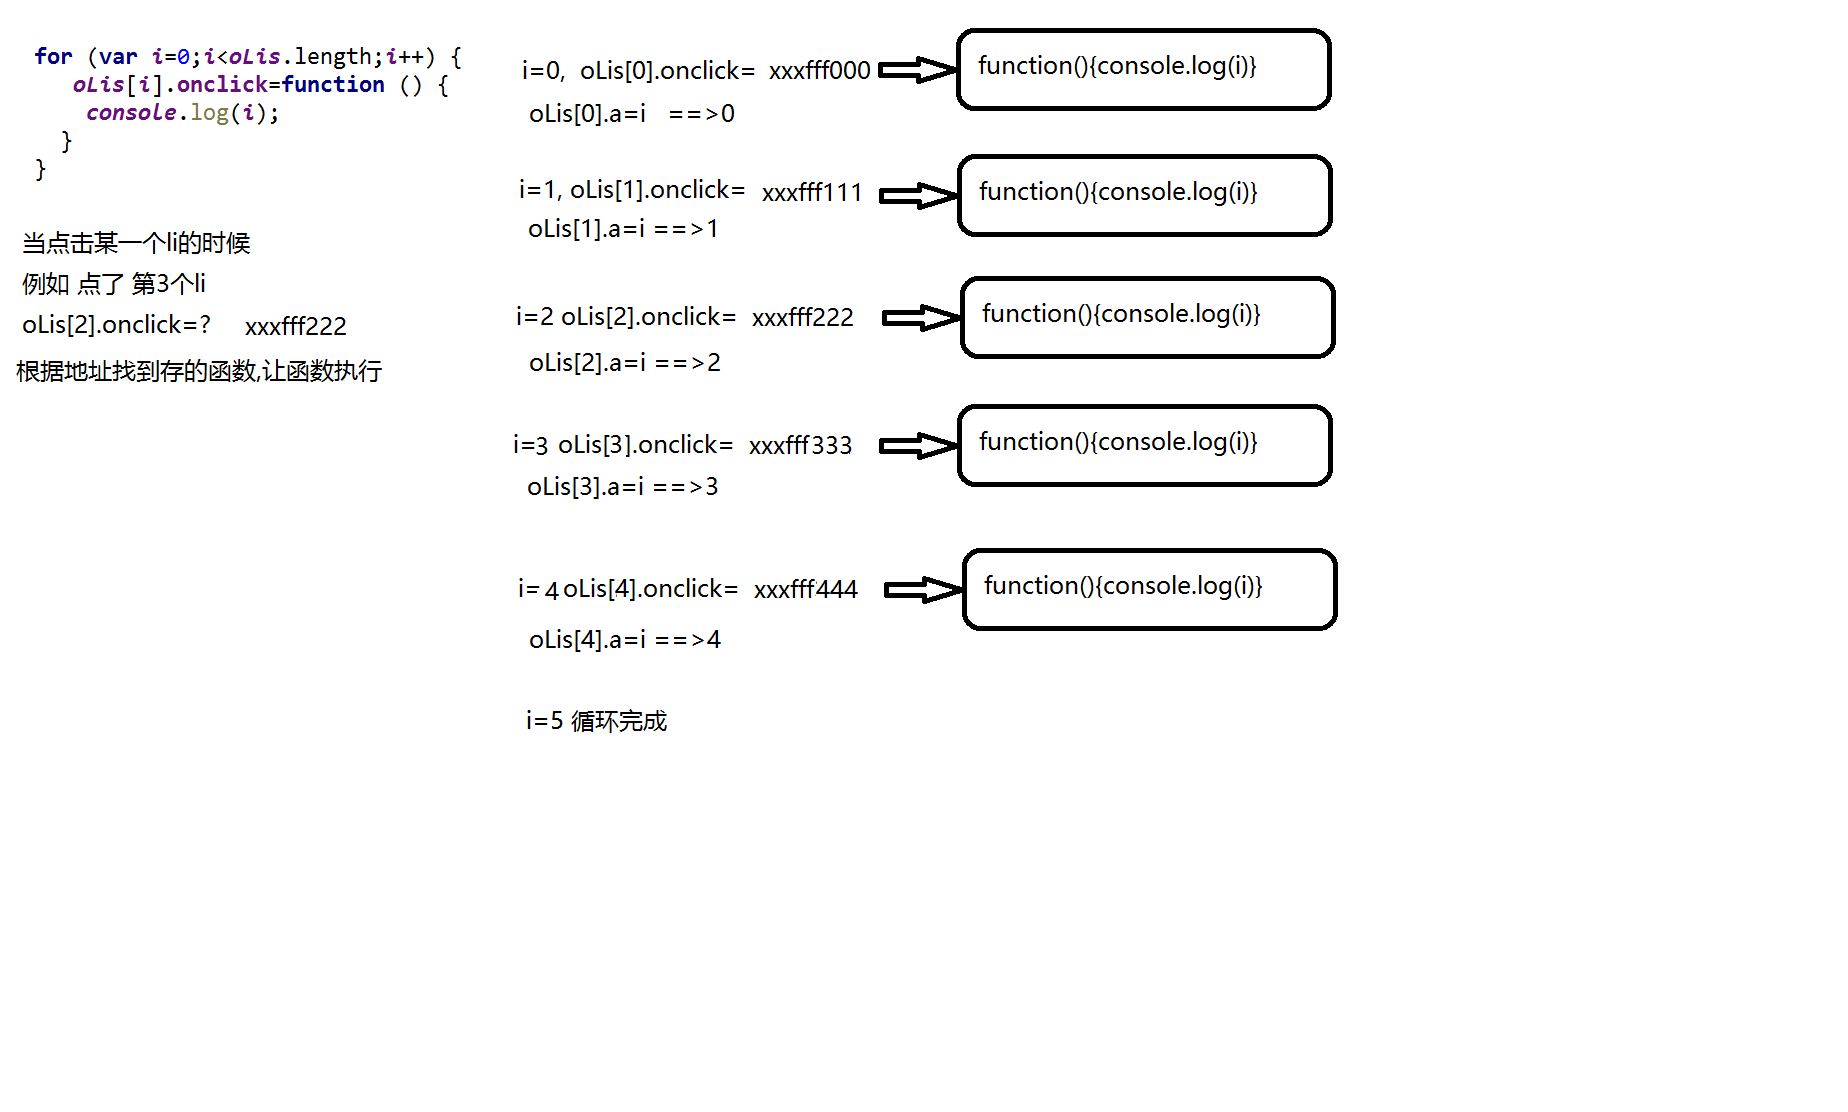 for (var i=0;i<oLis.length;i++) {
oLis[i].onclick=function () {
console.log(i);
}
}
当点击某一个li的时候
例如 点了 第3个li
oLis[2].onclick=? xxxfff222
根据地址找到存的函数,让函数执行
i=0, oLis[0].onclick= xxxfff000 function(){console.log(i)}
oLis[0].a=i ==>0
i=1, oLis[1].onclick= xxxfff111 function(){console.log(i)}
oLis[1].a=i ==>1
i=2 oLis[2].onclick= xxxfff222 function(){console.log(i)}
oLis[2].a=i ==>2
i=3 oLis[3].onclick= xxxfff333 function(){console.log(i)}
oLis[3].a=i ==>3
i=4 oLis[4].onclick= xxxfff444 function(){console.log(i)}
oLis[4].a=i ==>4
i=5 循环完成